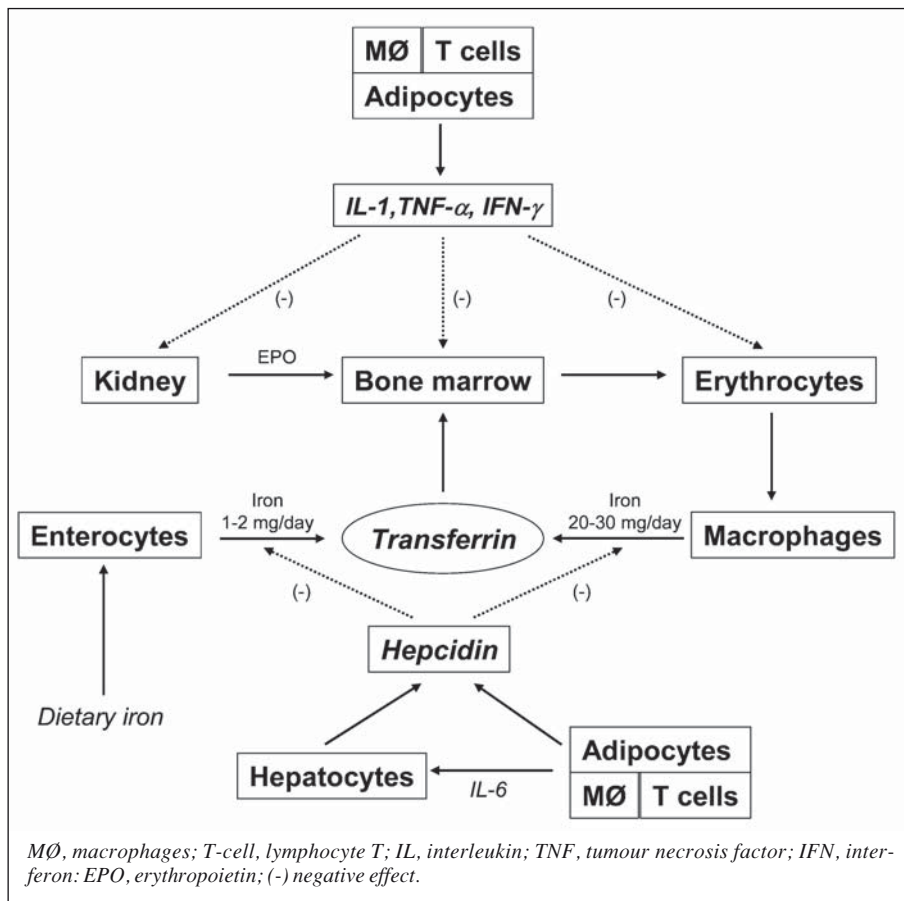 MØ T cells
Adipocytes
IL-1,TNF-α, IFN-γ
(-) (-) (-)
EPO
Kidney Bone marrow Erythrocytes
Iron Iron
1-2 mg/day 20-30 mg/day
Enterocytes Transferrin Macrophages
(-) (-)
Hepcidin
Dietary iron
Adipocytes
Hepatocytes IL-6
MØ T cells
MØ, macrophages; T-cell, lymphocyte T; IL, interleukin; TNF, tumour necrosis factor; IFN, inter-
feron: EPO, erythropoietin; (-) negative effect.